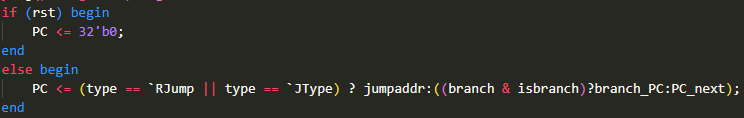 if (rst) begin
PC <= 32'b0;
end
else begin
PC <= (type == `RJump || type == `JType) ? jumpaddr:((branch & isbranch)?branch_PC:PC_next);
end